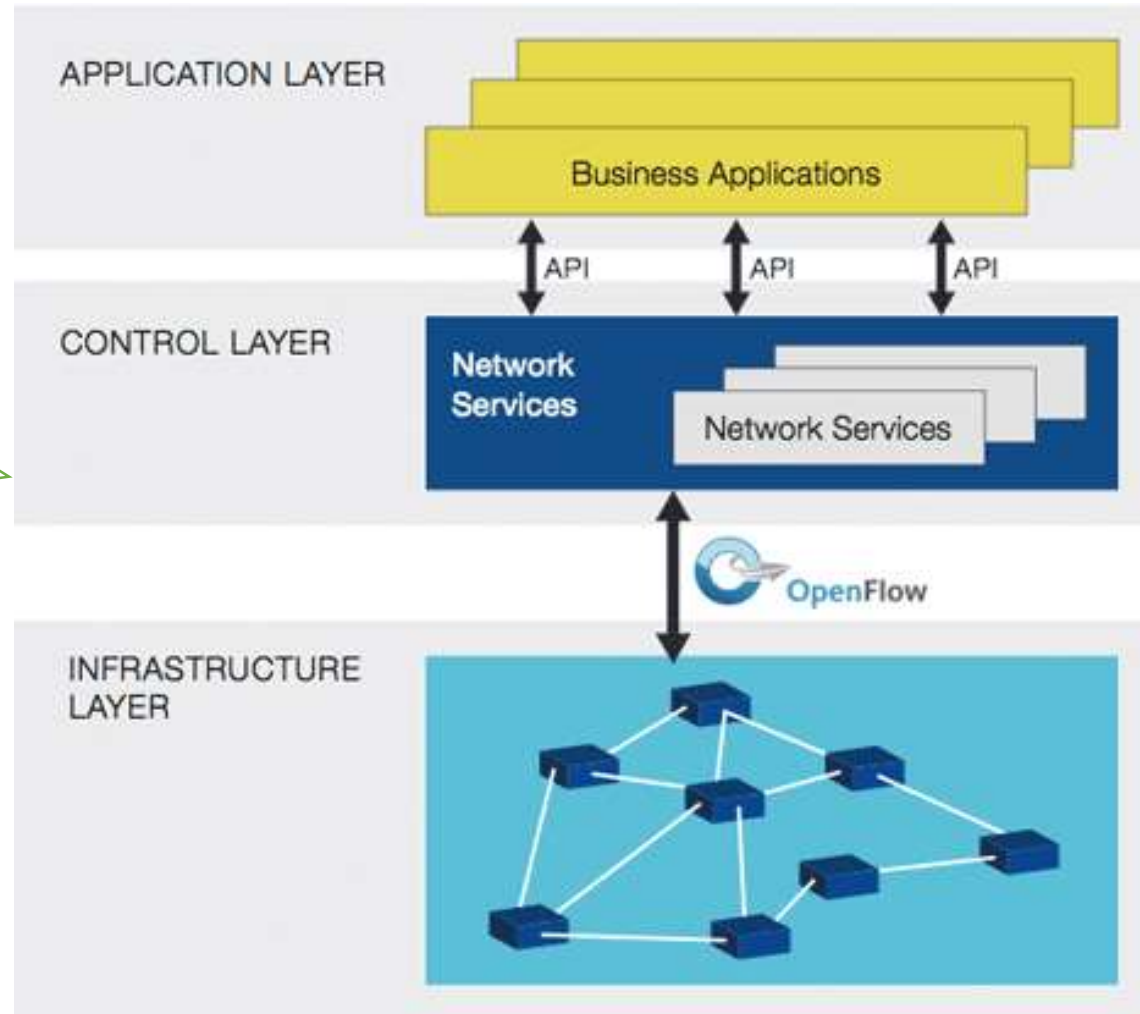 APPLICATION LAYER
Business Applications
API
API
API
CONTROL LAYER
Network
Services
Network Services
OpenFlow
INFRASTRUCTURE
LAYER